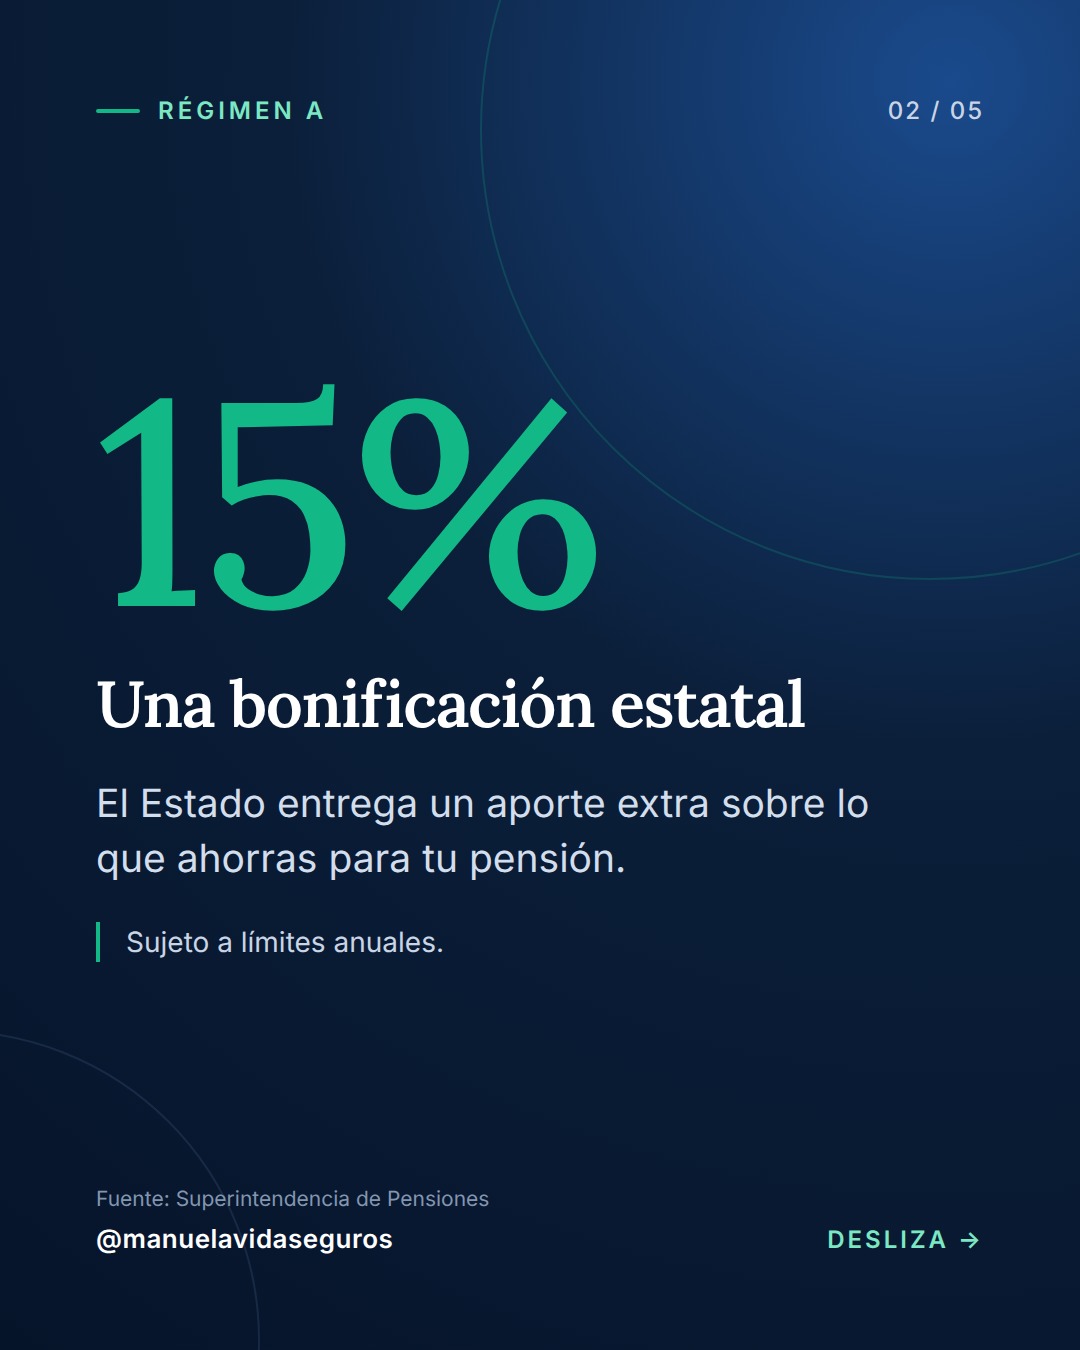 RÉGIMEN A
02 / 05
15%
Una bonificación estatal
El Estado entrega un aporte extra sobre lo
que ahorras para tu pensión.
Sujeto a límites anuales.
Fuente: Superintendencia de Pensiones
@manuelavidaseguros
DESLIZA →